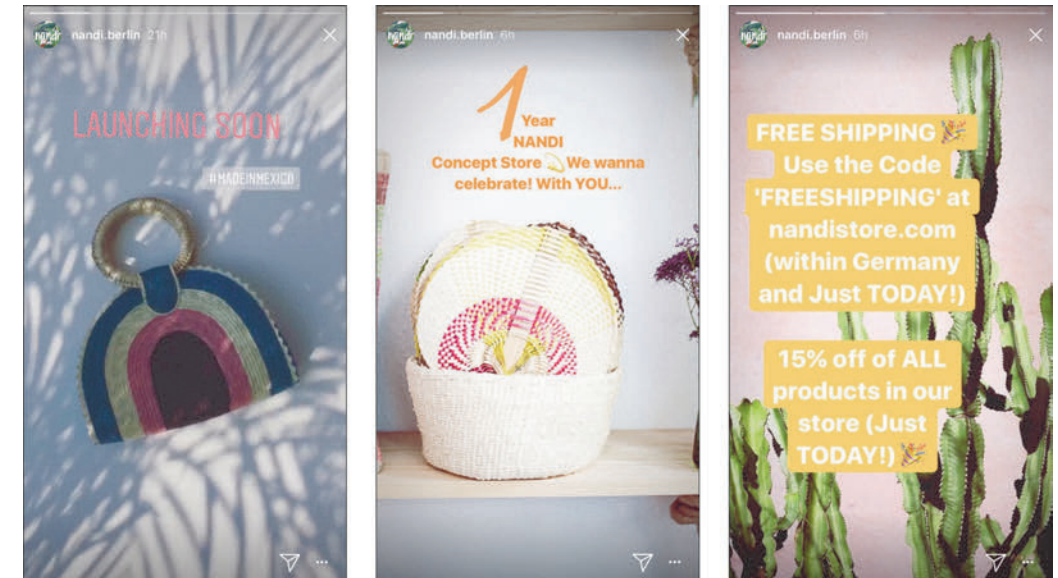 nandi.berlin 21h
LAUNCHING SOON
#MADEINMEXICO
nandi.berlin 6h
1
Year
NANDI
Concept Store 💫 We wanna
celebrate! With YOU...
nandi.berlin 6h
FREE SHIPPING 🎉
Use the Code
'FREESHIPPING' at
nandistore.com
(within Germany
and Just TODAY!)
15% off of ALL
products in our
store (Just
TODAY!) 🎉